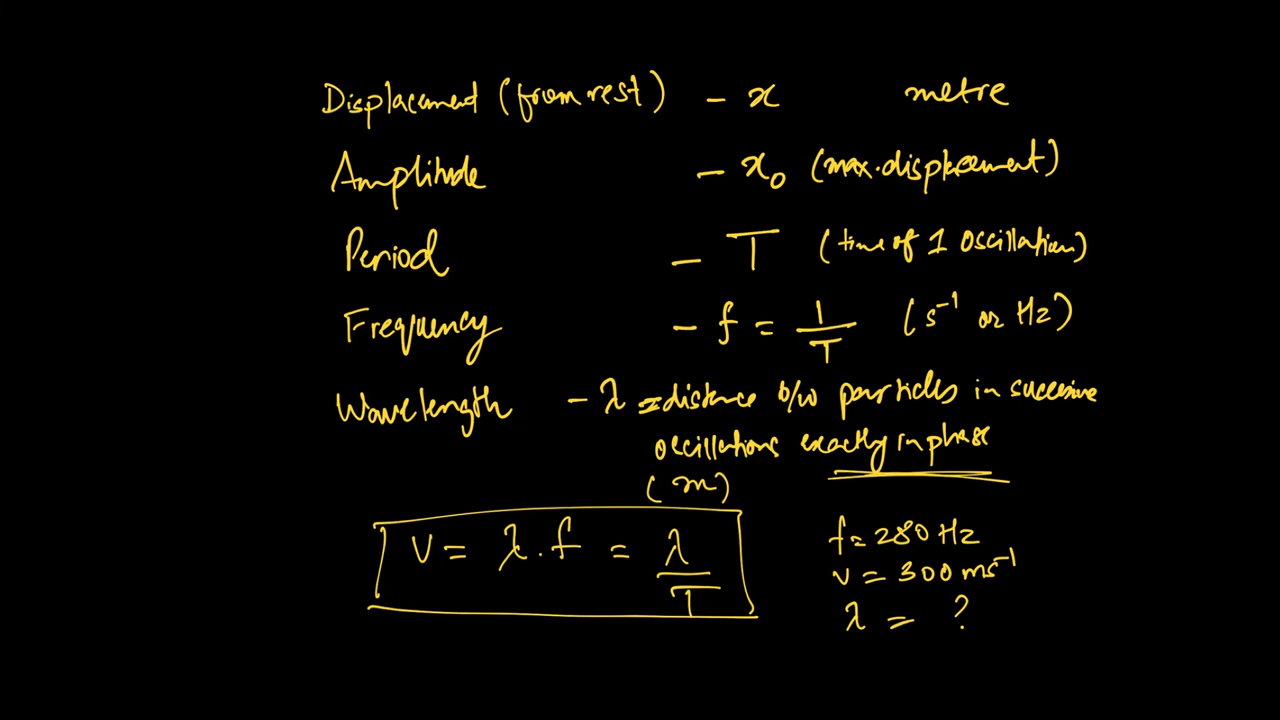 Displacement (from rest) - x metre
Amplitude - x₀ (max. displacement)
Period - T (time of 1 oscillation)
Frequency - f = 1/T (s⁻¹ or Hz)
Wavelength - λ = distance b/w particles in successive
oscillations exactly in phase
(m)
v = λ . f = λ/T
f = 280 Hz
v = 300 ms⁻¹
λ = ?